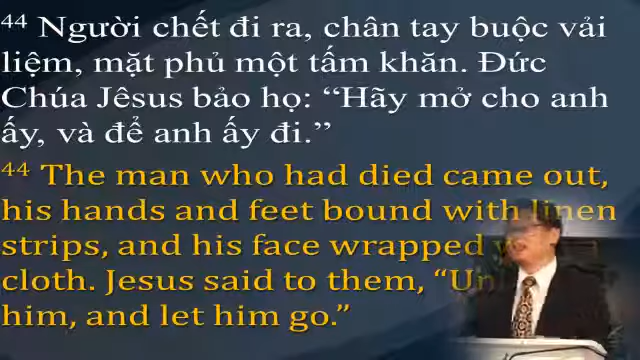 44 Người chết đi ra, chân tay buộc vải
liệm, mặt phủ một tấm khăn. Đức
Chúa Jêsus bảo họ: “Hãy mở cho anh
ấy, và để anh ấy đi.”
44 The man who had died came out,
his hands and feet bound with linen
strips, and his face wrapped
cloth. Jesus said to them,
him, and let him go.”